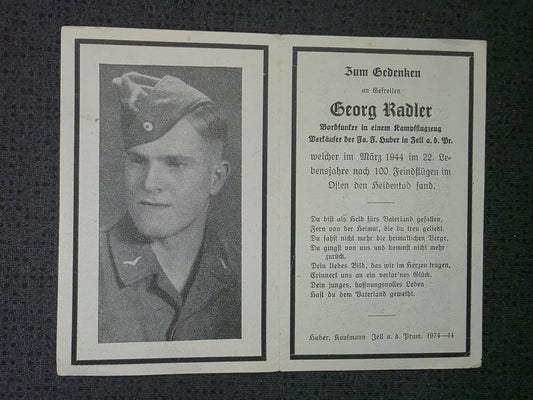 Zum Gedenken
an Gefreiten
Georg Radler
Bordfunker in einem Kampfflugzeug
Verkäufer der Fa. F. Huber in Zell a. d. Pr.
welcher im März 1944 im 22. Le-
bensjahre nach 100 Feindflügen im
Osten den Heldentod fand.
Du bist als Held fürs Vaterland gefallen,
Fern von der Heimat, die du treu geliebt.
Du sahst nicht mehr die heimatlichen Berge,
Du gingst von uns und kommst nicht mehr
zurück.
Dein liebes Bild, das wir im Herzen tragen,
Erinnert uns an ein verlor'nes Glück.
Dein junges, hoffnungsvolles Leben
Hast du dem Vaterland geweiht.
Huber, Kaufmann Zell a. d. Pram. 1974—44